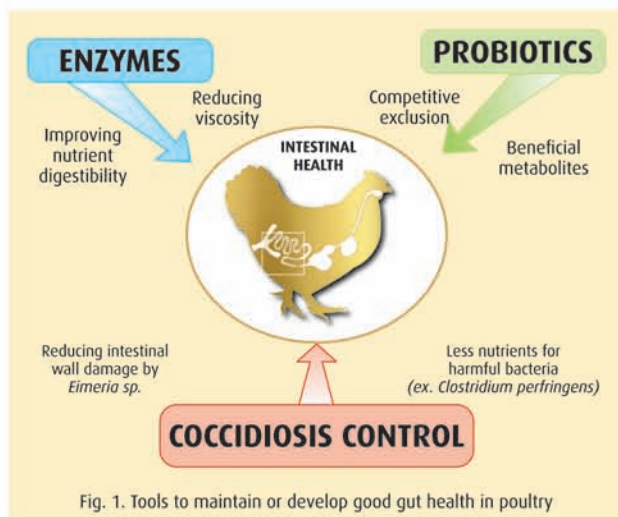 ENZYMES
PROBIOTICS
Reducing
viscosity
Competitive
exclusion
Improving
nutrient
digestibility
Beneficial
metabolites
INTESTINAL
HEALTH
Reducing intestinal
wall damage by
Eimeria sp.
Less nutrients for
harmful bacteria
(ex. Clostridium perfringens)
COCCIDIOSIS CONTROL
Fig. 1. Tools to maintain or develop good gut health in poultry